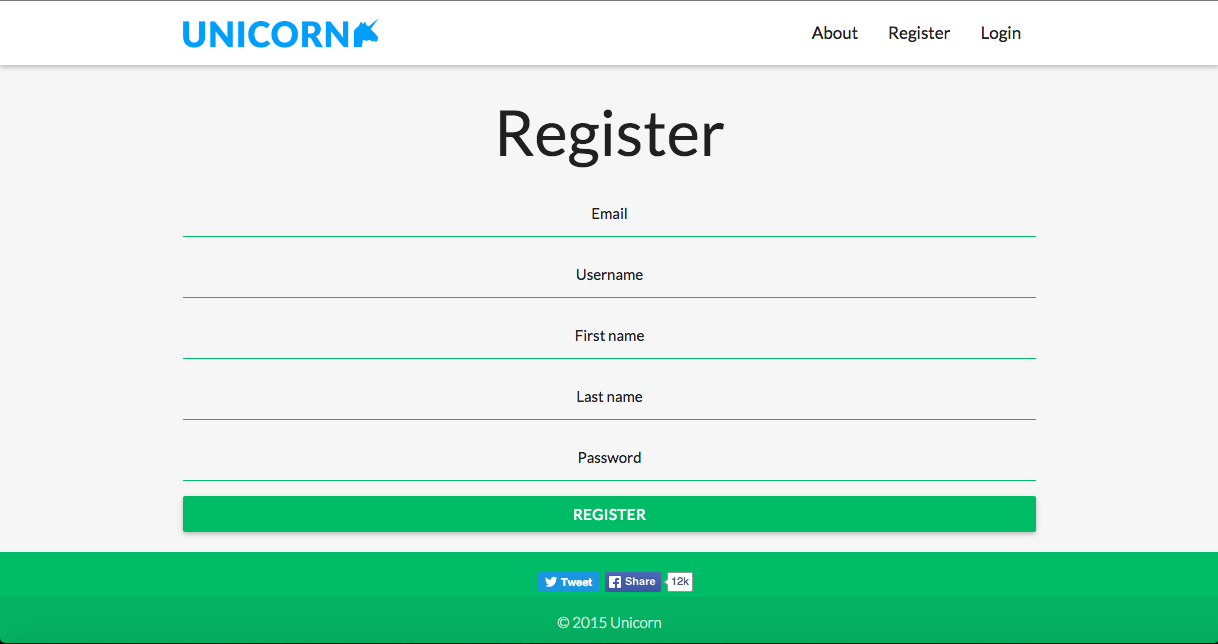 UNICORN
About Register Login
Register
Email
Username
First name
Last name
Password
REGISTER
Tweet Share 12k
© 2015 Unicorn